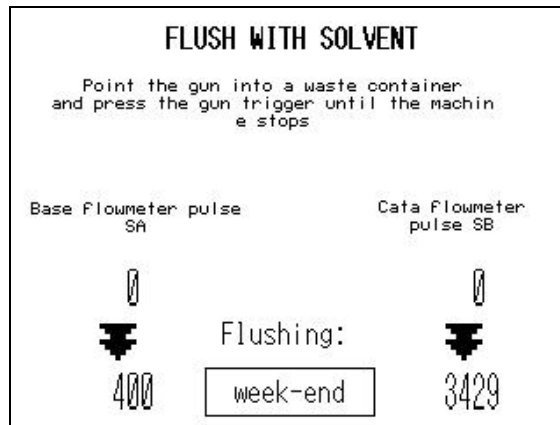 FLUSH WITH SOLVENT
Point the gun into a waste container
and press the gun trigger until the machin
e stops
Base flowmeter pulse
SA
Cata flowmeter
pulse SB
0
0
Flushing:
400
week-end
3429